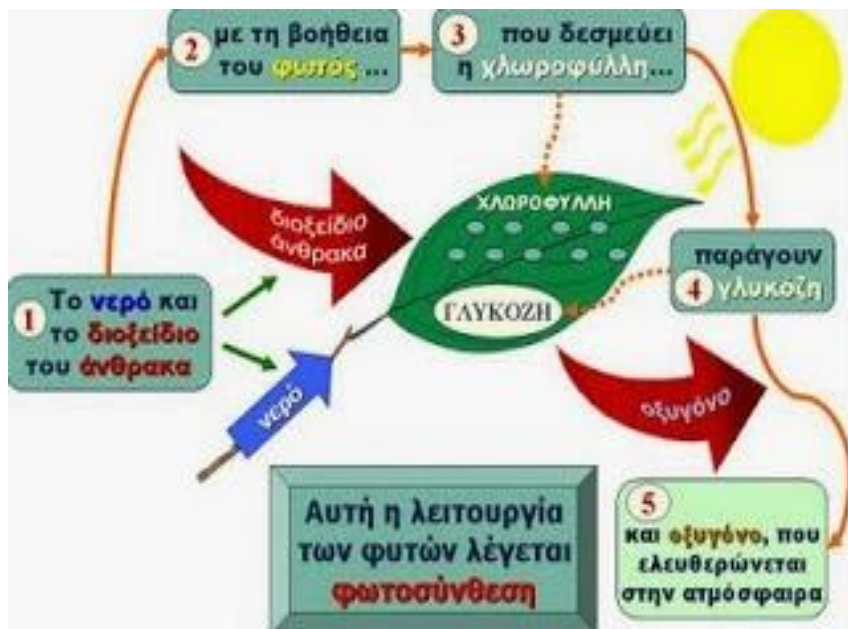 1 Το νερό και
το διοξείδιο
του άνθρακα
2 με τη βοήθεια
του φωτός ...
3 που δεσμεύει
η χλωροφύλλη...
παράγουν
4 γλυκόζη
5
και οξυγόνο, που
ελευθερώνεται
στην ατμόσφαιρα
διοξείδιο
άνθρακα
ΧΛΩΡΟΦΥΛΛΗ
ΓΛΥΚΟΖΗ
νερό
οξυγόνο
Αυτή η λειτουργία
των φυτών λέγεται
φωτοσύνθεση